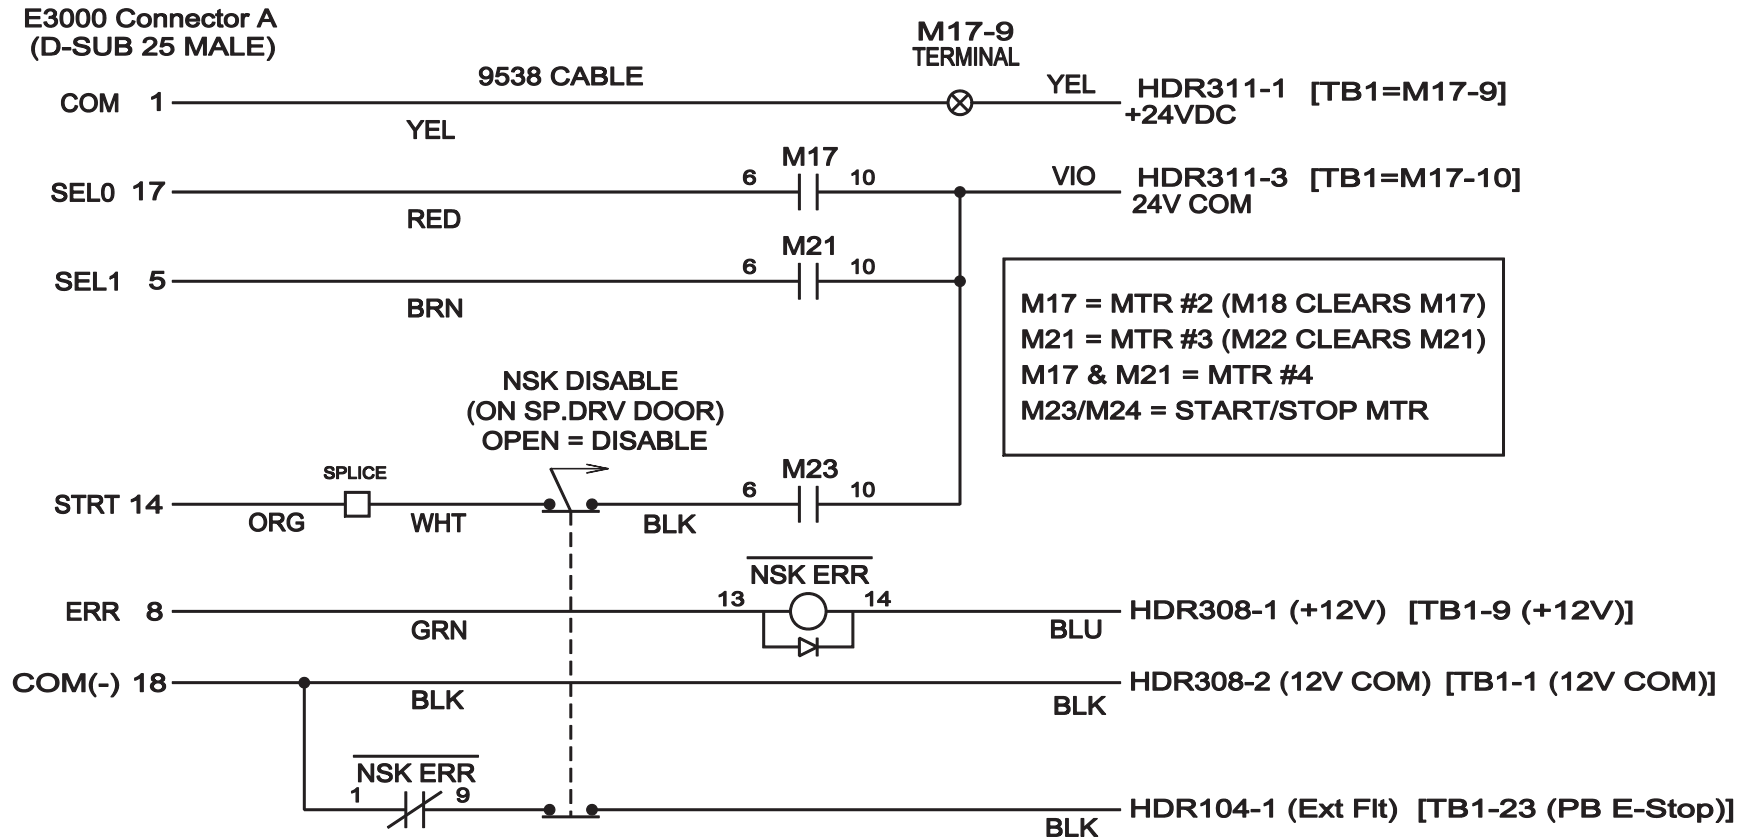 E3000 Connector A
(D-SUB 25 MALE)
M17-9
TERMINAL
9538 CABLE
COM 1
YEL
YEL
HDR311-1 [TB1=M17-9]
+24VDC
M17
SEL0 17
6
10
RED
VIO
HDR311-3 [TB1=M17-10]
24V COM
M21
SEL1 5
6
10
BRN
M17 = MTR #2 (M18 CLEARS M17)
M21 = MTR #3 (M22 CLEARS M21)
M17 & M21 = MTR #4
M23/M24 = START/STOP MTR
NSK DISABLE
(ON SP.DRV DOOR)
OPEN = DISABLE
SPLICE
M23
STRT 14
6
10
ORG
WHT
BLK
NSK ERR
ERR 8
13
14
GRN
BLU
HDR308-1 (+12V) [TB1-9 (+12V)]
COM(-) 18
BLK
BLK
HDR308-2 (12V COM) [TB1-1 (12V COM)]
NSK ERR
1
9
BLK
HDR104-1 (Ext Flt) [TB1-23 (PB E-Stop)]